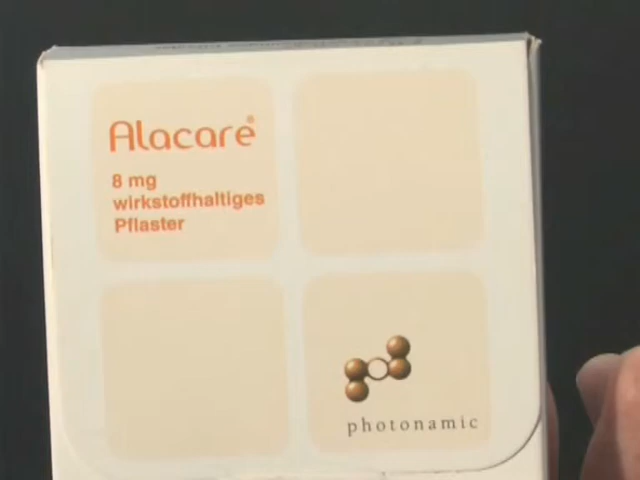 Alacare®
8 mg
wirkstoffhaltiges
Pflaster
photonamic